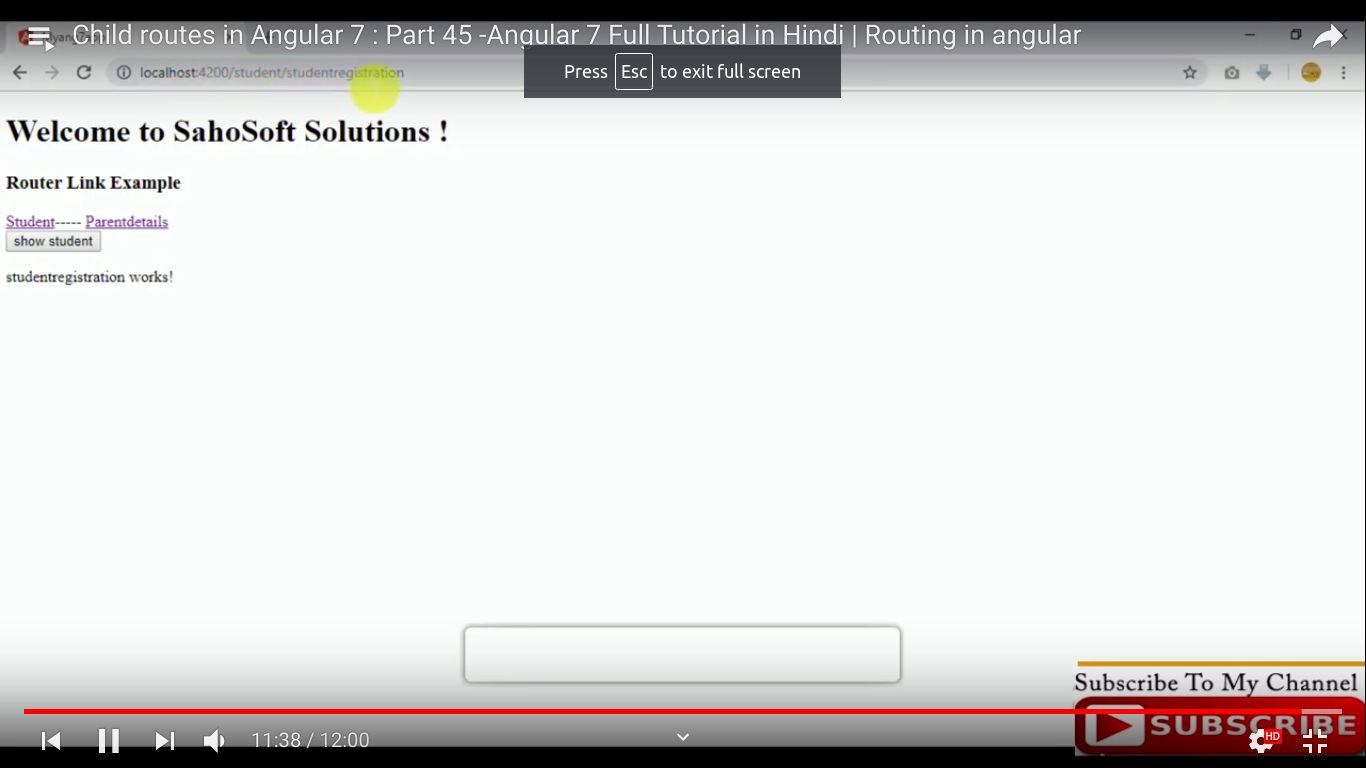 Child routes in Angular 7 : Part 45 -Angular 7 Full Tutorial in Hindi | Routing in angular
Press Esc to exit full screen
localhost:4200/student/studentregistration
Welcome to SahoSoft Solutions !
Router Link Example
Student----- Parentdetails
show student
studentregistration works!
Subscribe To My Channel
SUBSCRIBE
11:38 / 12:00
HD